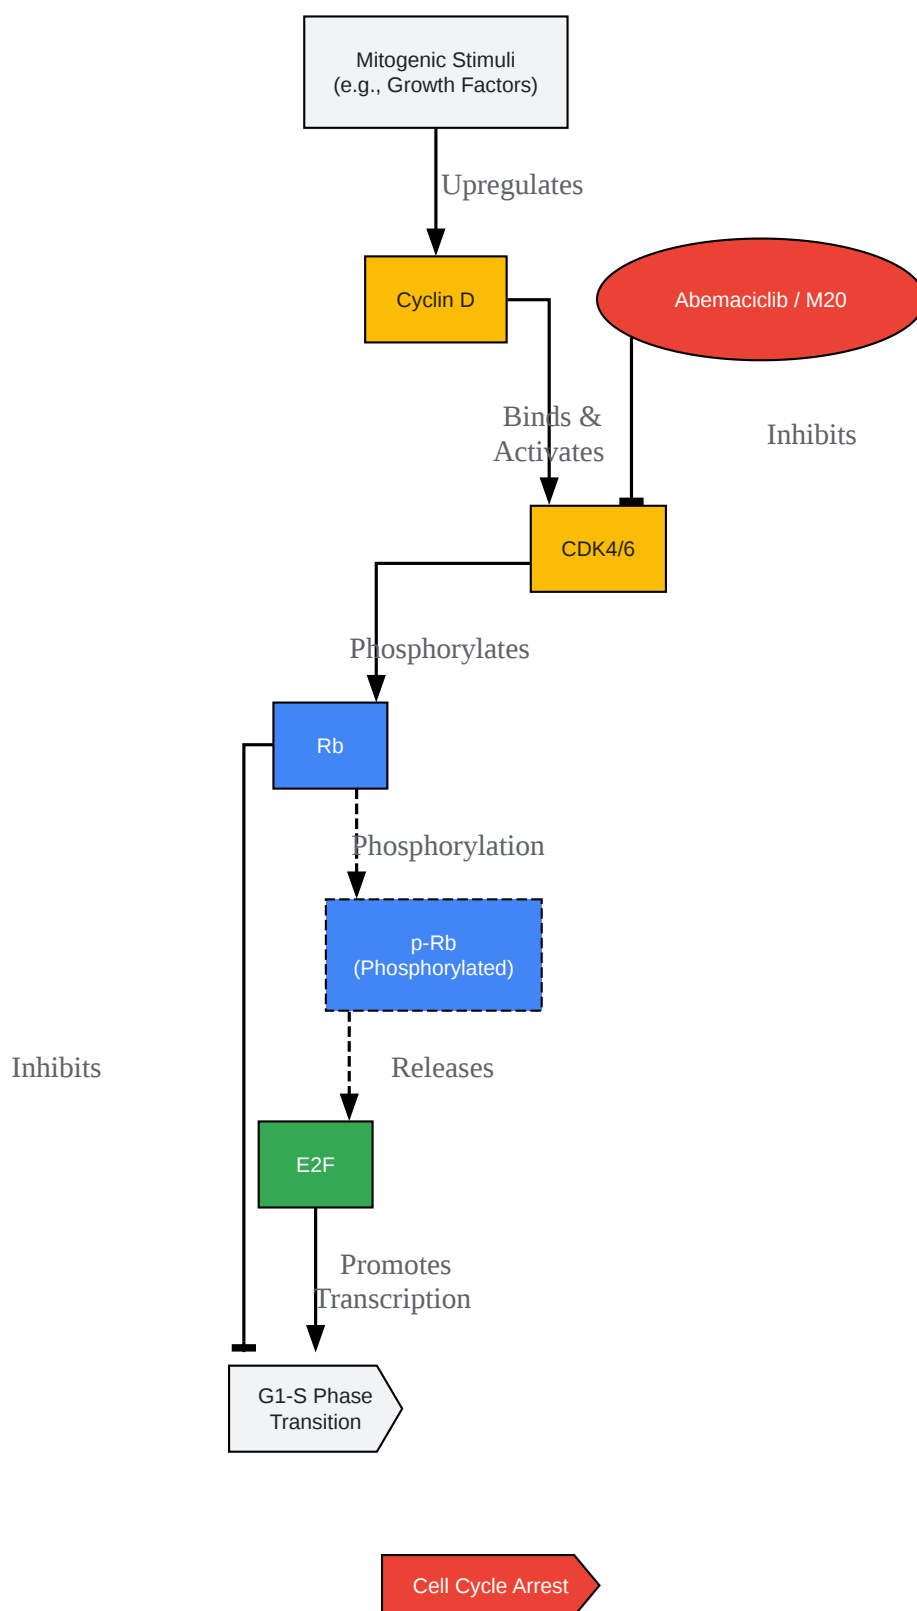 Mitogenic Stimuli
(e.g., Growth Factors)
Upregulates
Cyclin D
Abemaciclib / M20
Binds &
Activates
Inhibits
CDK4/6
Phosphorylates
Rb
Phosphorylation
p-Rb
(Phosphorylated)
Inhibits
Releases
E2F
Promotes
Transcription
G1-S Phase
Transition
Cell Cycle Arrest